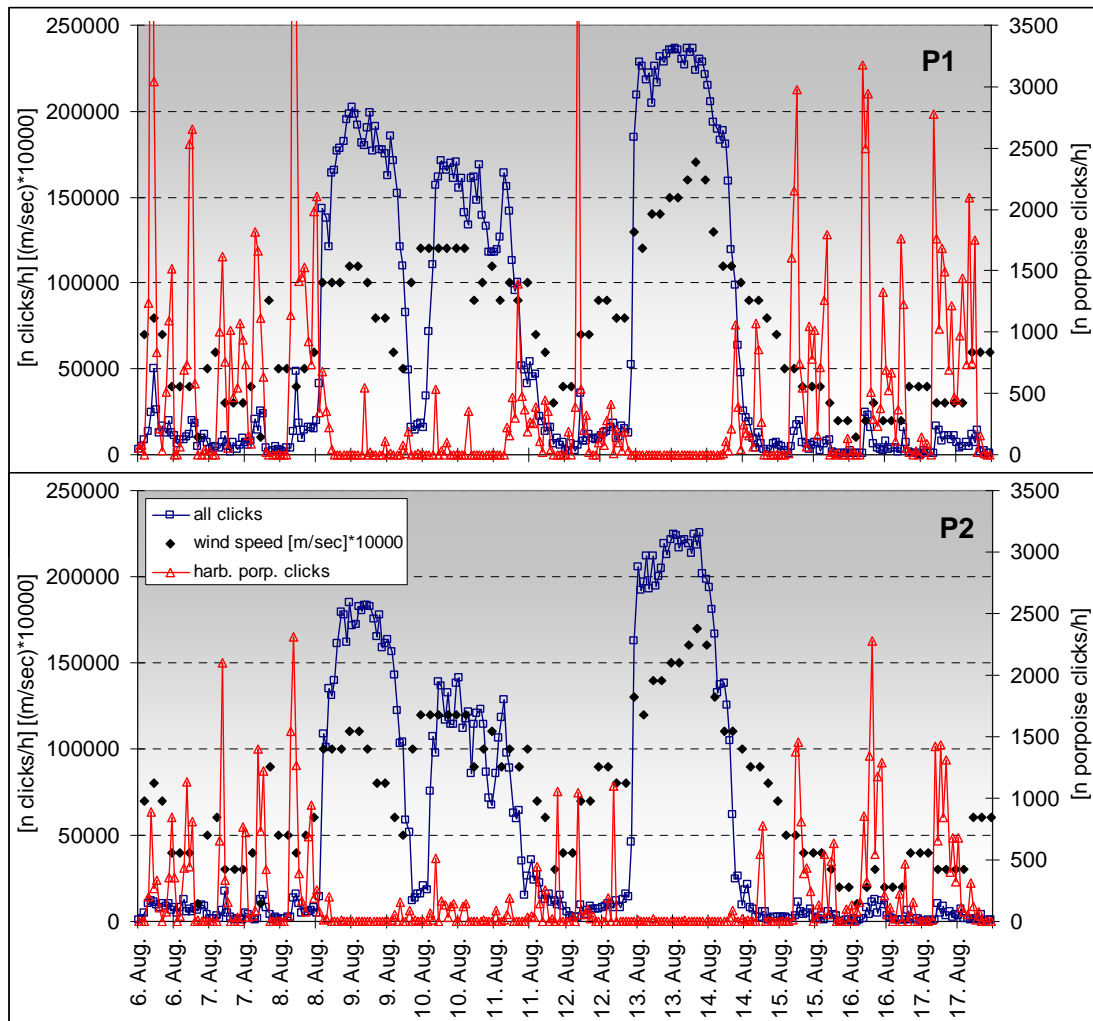 P1
[n clicks/h] [(m/sec)*10000]
250000
200000
150000
100000
50000
0
3500
3000
2500
2000
1500
1000
500
0
[n porpoise clicks/h]
P2
all clicks
wind speed [m/sec]*10000
harb. porp. clicks
[n clicks/h] [(m/sec)*10000]
250000
200000
150000
100000
50000
0
3500
3000
2500
2000
1500
1000
500
0
[n porpoise clicks/h]
6. Aug.
6. Aug.
7. Aug.
7. Aug.
8. Aug.
8. Aug.
9. Aug.
9. Aug.
10. Aug.
10. Aug.
11. Aug.
11. Aug.
12. Aug.
12. Aug.
13. Aug.
13. Aug.
14. Aug.
14. Aug.
15. Aug.
15. Aug.
16. Aug.
16. Aug.
17. Aug.
17. Aug.